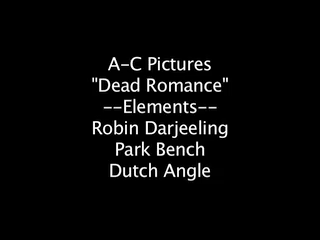 A-C Pictures
"Dead Romance"
--Elements--
Robin Darjeeling
Park Bench
Dutch Angle